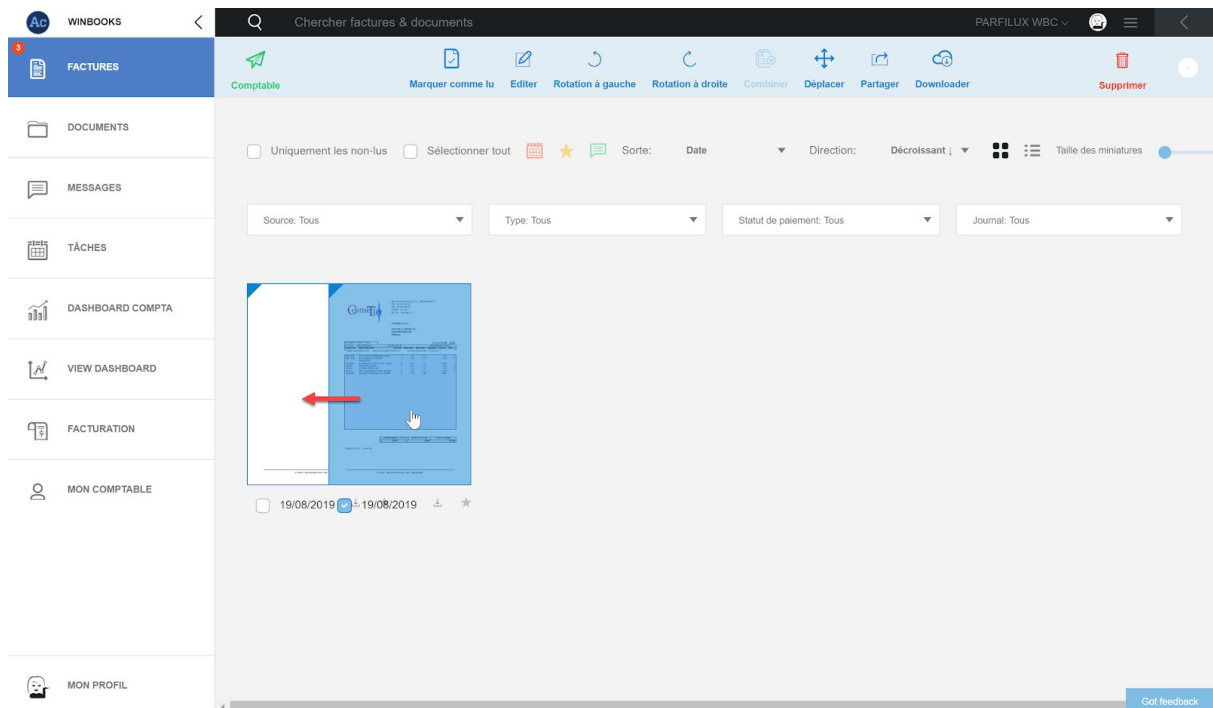 Ac WINBOOKS
Chercher factures & documents
PARFILUX WBC
3
FACTURES
Comptable
Marquer comme lu Editer Rotation à gauche Rotation à droite Combiner Déplacer Partager Downloader
Supprimer
DOCUMENTS
Uniquement les non-lus Sélectionner tout Sorte: Date Direction: Décroissant ↓ Taille des miniatures
MESSAGES
Source: Tous Type: Tous Statut de paiement: Tous Journal: Tous
TÂCHES
DASHBOARD COMPTA
CosmeTic
VIEW DASHBOARD
FACTURATION
MON COMPTABLE
19/08/2019 19/08/2019
MON PROFIL
Got feedback